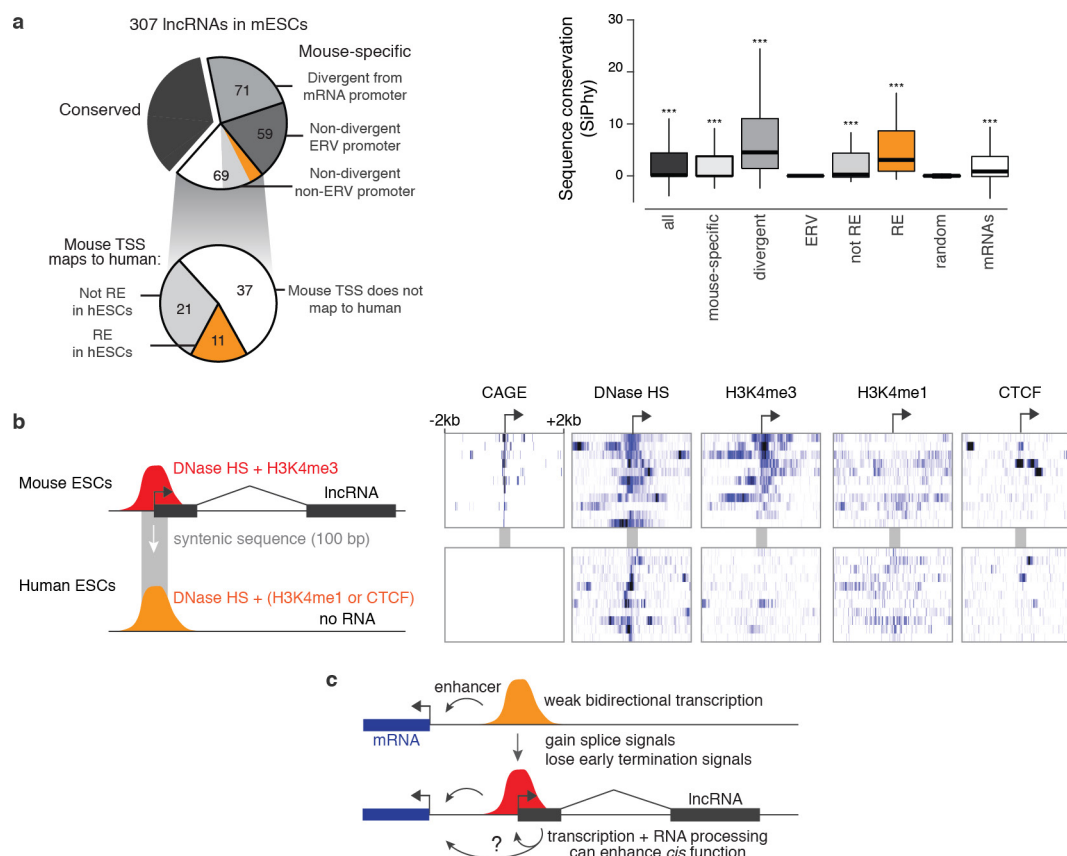 a
307 lncRNAs in mESCs
Mouse-specific
Conserved
71
59
69
Divergent from
mRNA promoter
Non-divergent
ERV promoter
Non-divergent
non-ERV promoter
Mouse TSS
maps to human:
Not RE
in hESCs
RE
in hESCs
37
21
11
Mouse TSS does not
map to human
Sequence conservation
(SiPhy)
30
20
10
0
***
***
***
***
***
***
all
mouse-specific
divergent
ERV
not RE
RE
random
mRNAs
b
Mouse ESCs
DNase HS + H3K4me3
lncRNA
syntenic sequence (100 bp)
Human ESCs
DNase HS + (H3K4me1 or CTCF)
no RNA
CAGE
DNase HS
H3K4me3
H3K4me1
CTCF
-2kb
+2kb
c
enhancer
weak bidirectional transcription
mRNA
gain splice signals
lose early termination signals
lncRNA
?
transcription + RNA processing
can enhance cis function